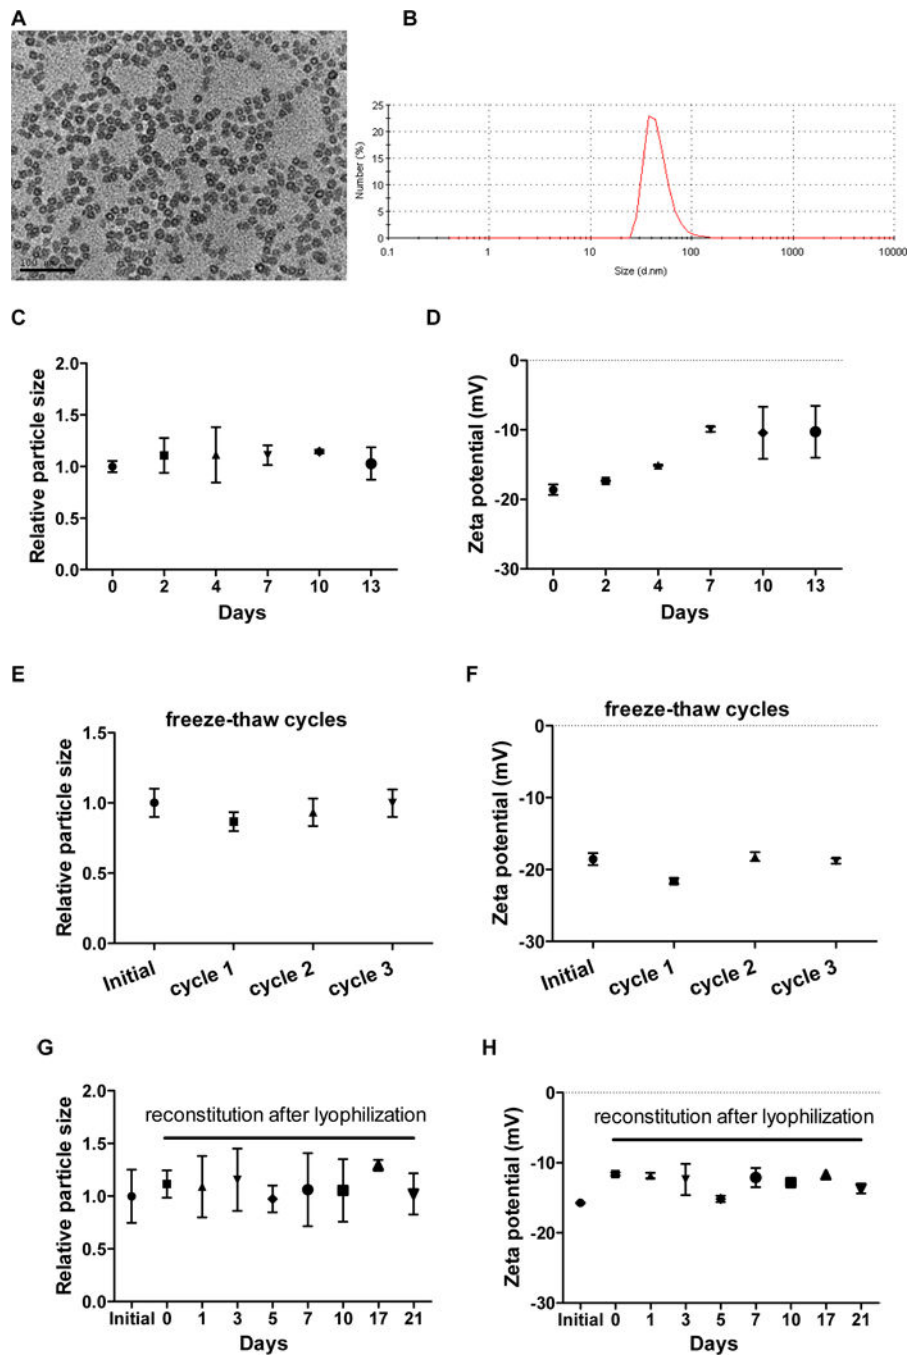 A
B
100
25
20
15
10
5
0
Number (%)
0.1
1
10
100
1000
10000
Size (d.nm)
C
D
2.0
1.5
1.0
0.5
0.0
Relative particle size
0 2 4 7 10 13
Days
0
-10
-20
-30
Zeta potential (mV)
0 2 4 7 10 13
Days
E
F
freeze-thaw cycles
1.5
1.0
0.5
0.0
Relative particle size
Initial cycle 1 cycle 2 cycle 3
freeze-thaw cycles
0
-10
-20
-30
Zeta potential (mV)
Initial cycle 1 cycle 2 cycle 3
G
H
reconstitution after lyophilization
2.0
1.5
1.0
0.5
0.0
Relative particle size
Initial 0 1 3 5 7 10 17 21
Days
reconstitution after lyophilization
0
-10
-20
-30
Zeta potential (mV)
Initial 0 1 3 5 7 10 17 21
Days